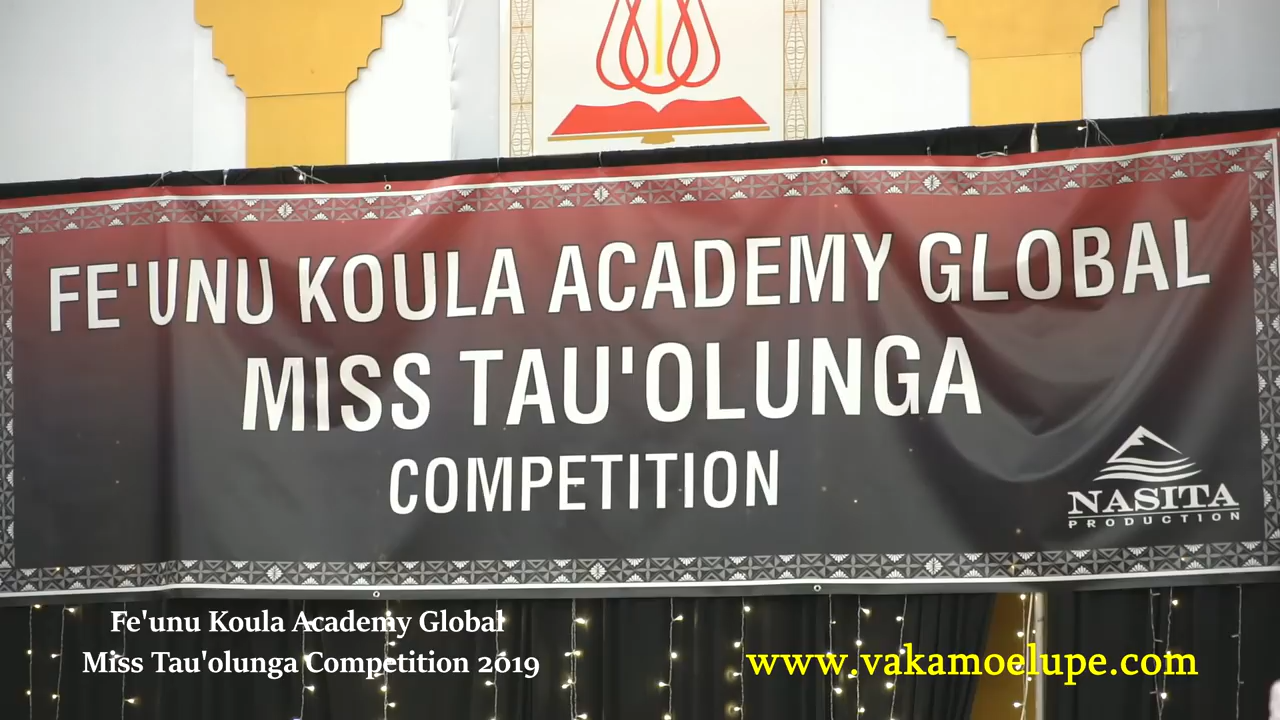 FE'UNU KOULA ACADEMY GLOBAL
MISS TAU'OLUNGA
COMPETITION
NASITA
PRODUCTION
Fe'unu Koula Academy Global
Miss Tau'olunga Competition 2019
www.vakamoelupe.com